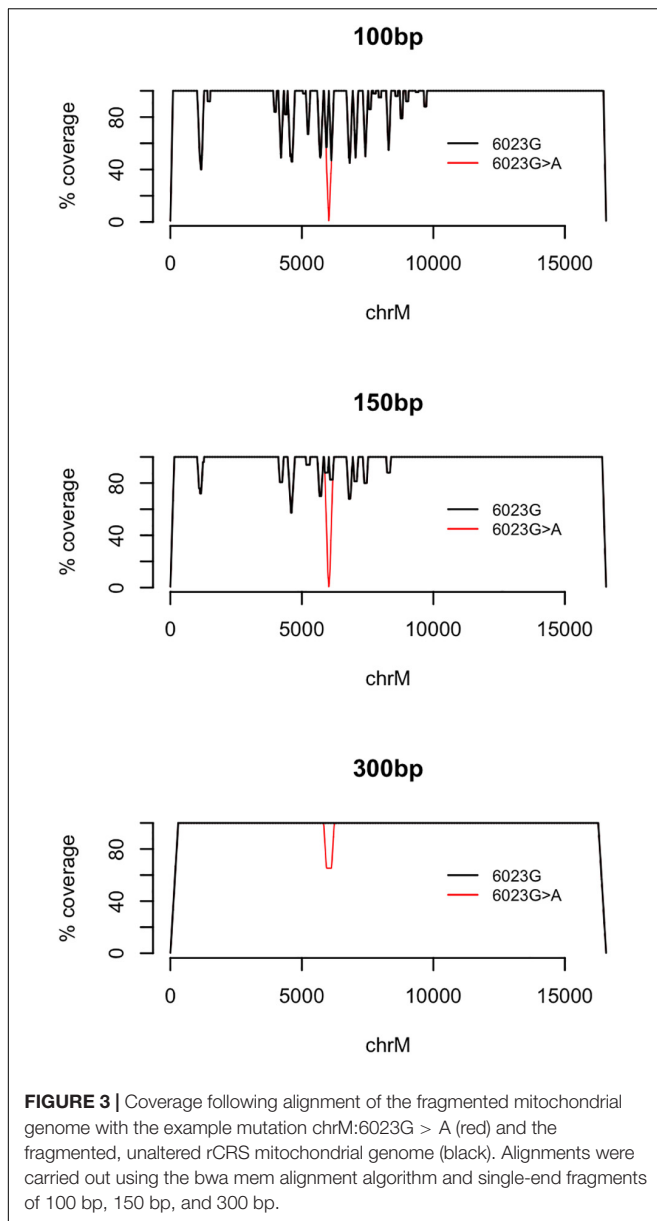 100bp
% coverage
80
40
0
6023G
6023G>A
0 5000 10000 15000
chrM
150bp
% coverage
80
40
0
6023G
6023G>A
0 5000 10000 15000
chrM
300bp
% coverage
80
40
0
6023G
6023G>A
0 5000 10000 15000
chrM
FIGURE 3 | Coverage following alignment of the fragmented mitochondrial
genome with the example mutation chrM:6023G > A (red) and the
fragmented, unaltered rCRS mitochondrial genome (black). Alignments were
carried out using the bwa mem alignment algorithm and single-end fragments
of 100 bp, 150 bp, and 300 bp.